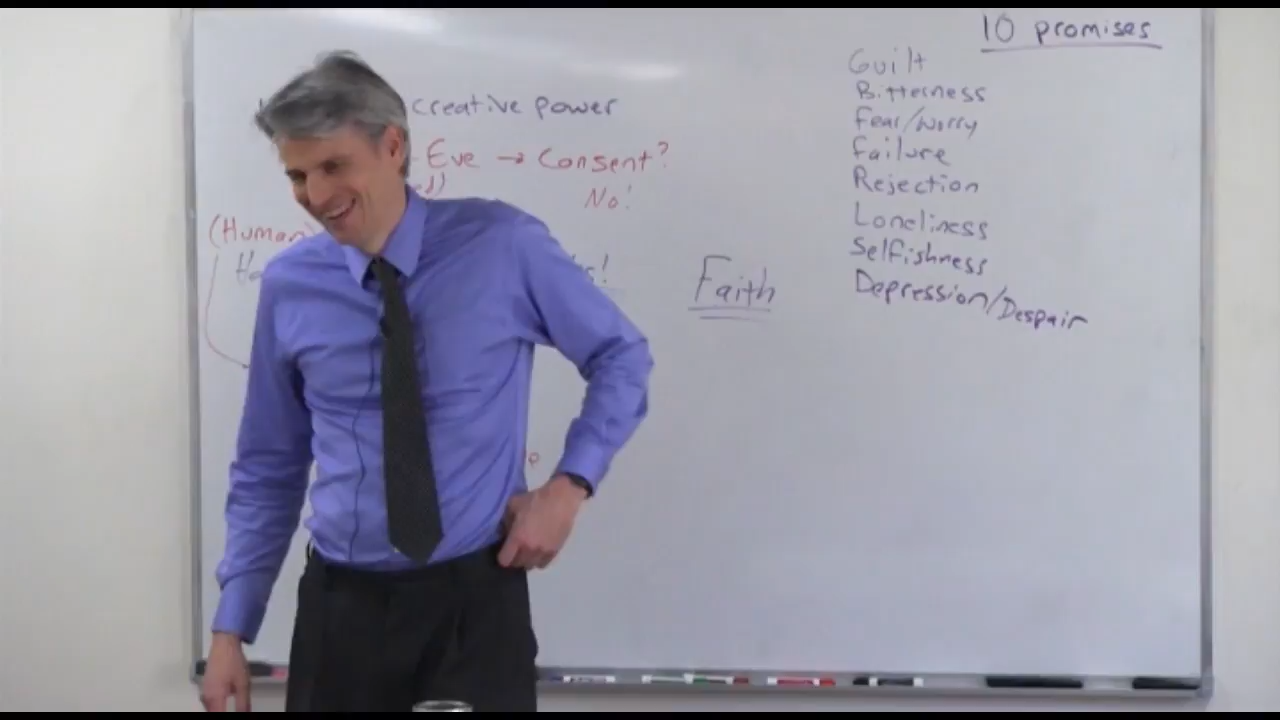 10 promises
creative power
Eve → Consent?
No!
(Human)
Faith
Guilt
Bitterness
Fear/Worry
Failure
Rejection
Loneliness
Selfishness
Depression/Despair